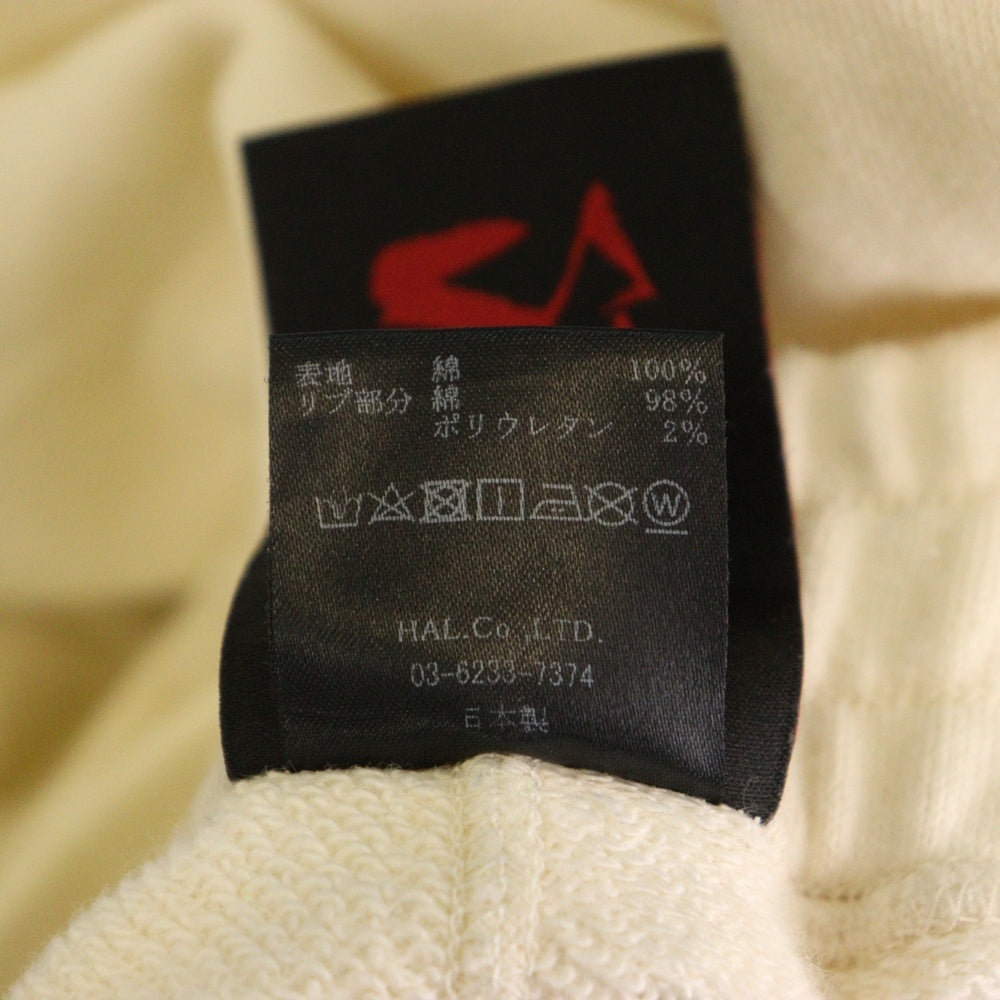 表地 綿 100%
リブ部分 綿 98%
ポリウレタン 2%
W
HAL.Co.,LTD.
03-6233-7374
日本製